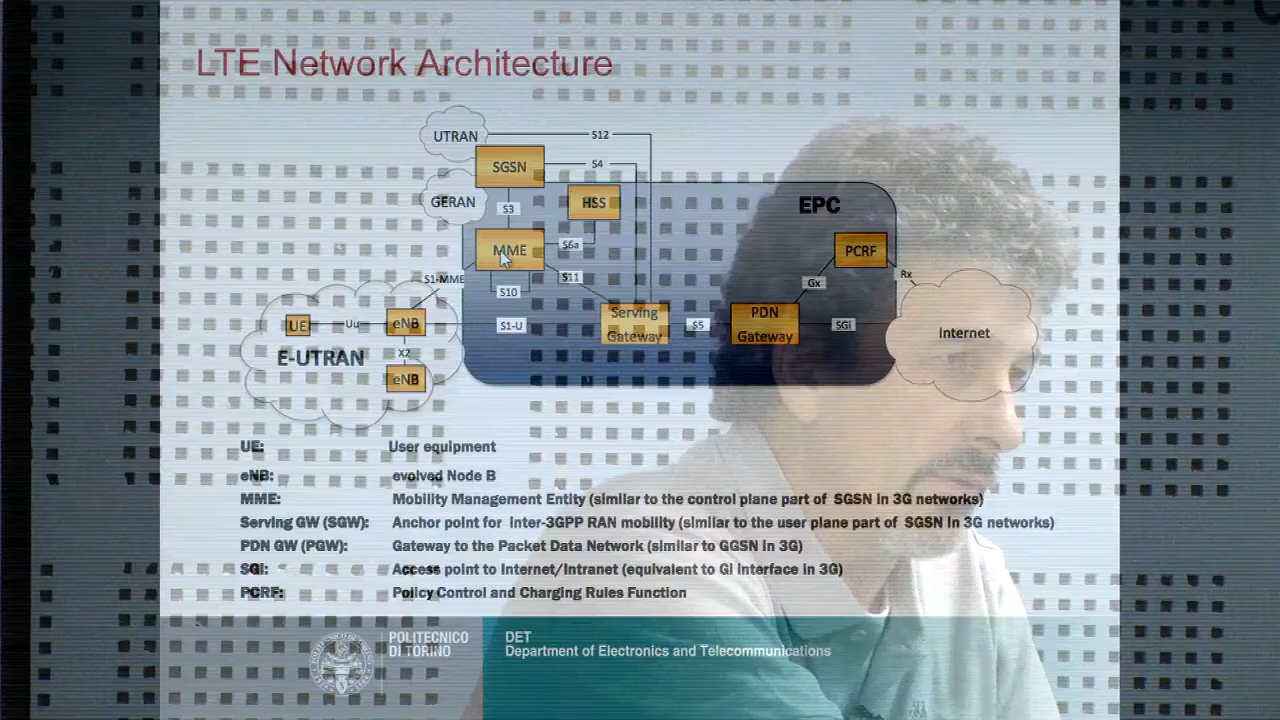 LTE Network Architecture
UTRAN
S12
SGSN
S4
GERAN
S3
HSS
EPC
MME
S6a
PCRF
S1-MME
S11
Gx
Rx
S10
UE
Uu
eNB
S1-U
Serving
Gateway
S5
PDN
Gateway
SGi
Internet
E-UTRAN
X2
eNB
UE: User equipment
eNB: evolved Node B
MME: Mobility Management Entity (similar to the control plane part of SGSN in 3G networks)
Serving GW (SGW): Anchor point for inter-3GPP RAN mobility (similar to the user plane part of SGSN in 3G networks)
PDN GW (PGW): Gateway to the Packet Data Network (similar to GGSN in 3G)
SGi: Access point to Internet/Intranet (equivalent to Gi interface in 3G)
PCRF: Policy Control and Charging Rules Function
POLITECNICO
DI TORINO
DET
Department of Electronics and Telecommunications